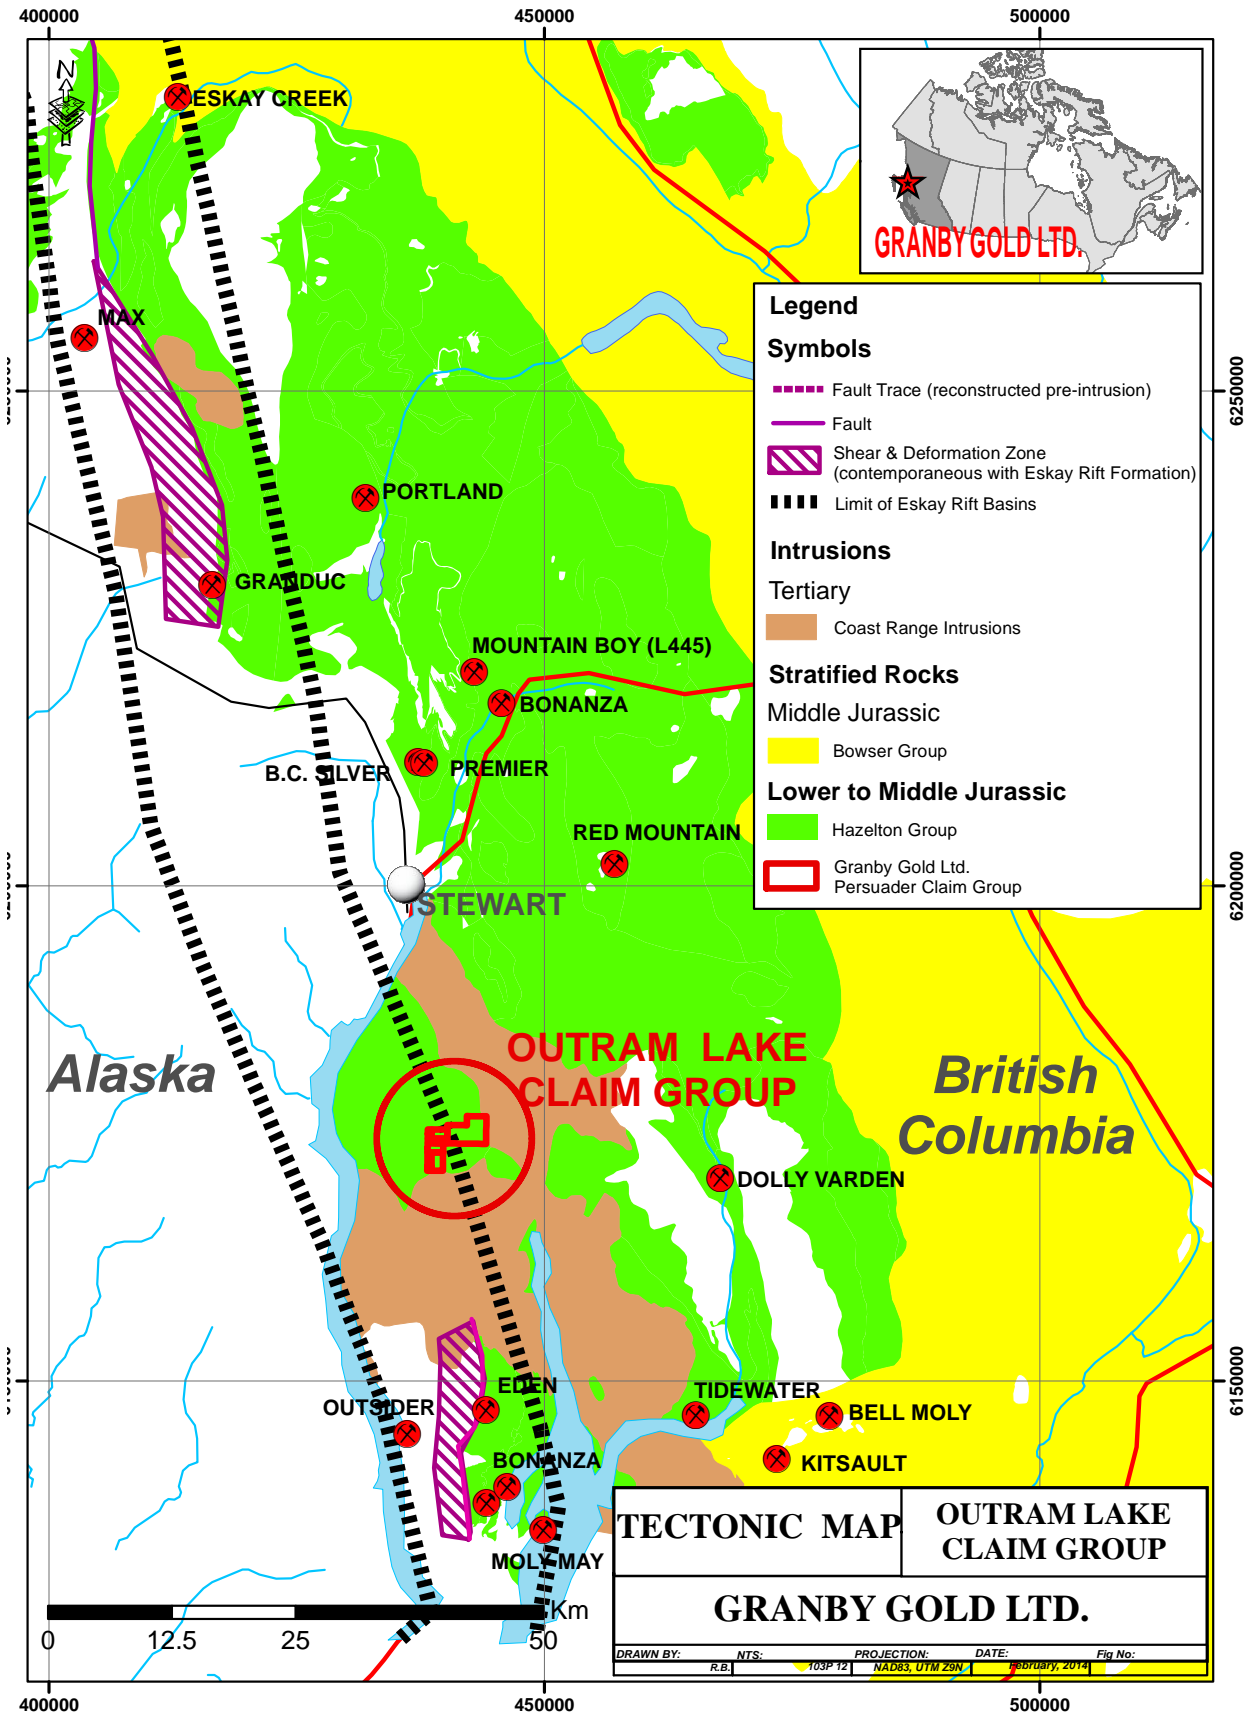 400000
450000
500000
N
ESKAY CREEK
GRANBY GOLD LTD.
MAX
Legend
Symbols
Fault Trace (reconstructed pre-intrusion)
Fault
Shear & Deformation Zone
(contemporaneous with Eskay Rift Formation)
Limit of Eskay Rift Basins
Intrusions
Tertiary
Coast Range Intrusions
Stratified Rocks
Middle Jurassic
Bowser Group
Lower to Middle Jurassic
Hazelton Group
Granby Gold Ltd.
Persuader Claim Group
6250000
PORTLAND
GRANDUC
MOUNTAIN BOY (L445)
BONANZA
B.C. SILVER
PREMIER
RED MOUNTAIN
6200000
STEWART
Alaska
OUTRAM LAKE
CLAIM GROUP
British
Columbia
DOLLY VARDEN
6150000
EDEN
OUTSIDER
TIDEWATER
BELL MOLY
BONANZA
KITSAULT
MOLY MAY
TECTONIC MAP
OUTRAM LAKE
CLAIM GROUP
GRANBY GOLD LTD.
DRAWN BY:
R.B.
NTS:
103P 12
PROJECTION:
NAD83, UTM Z9N
DATE:
February, 2014
Fig No:
Km
0
12.5
25
50
400000
450000
500000